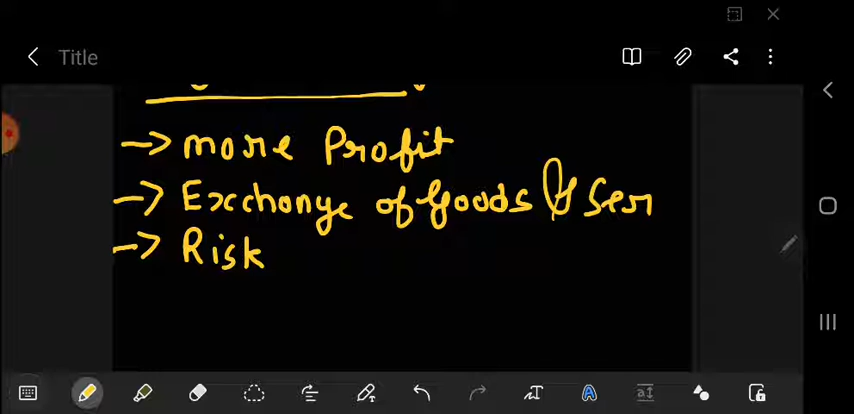 Title
→ more Profit
→ Exchange of Goods & Ser
→ Risk